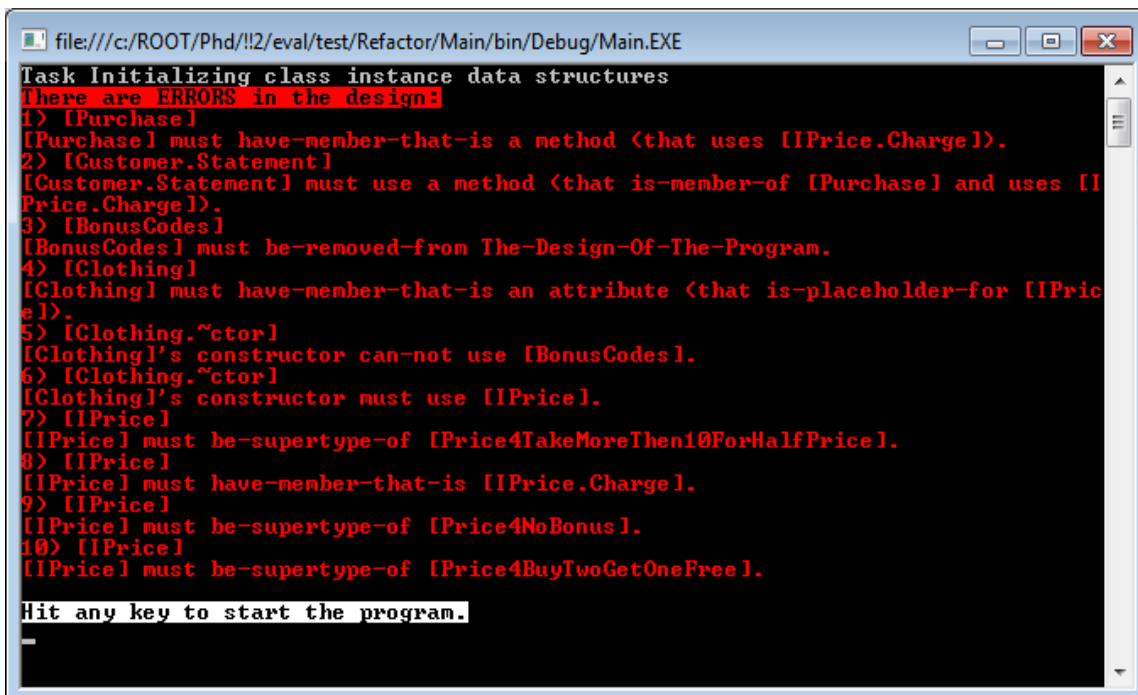 file:///c:/ROOT/Phd/!!2/eval/test/Refactor/Main/bin/Debug/Main.EXE
Task Initializing class instance data structures
There are ERRORS in the design:
1) [Purchase]
[Purchase] must have-member-that-is a method (that uses [IPrice.Charge]).
2) [Customer.Statement]
[Customer.Statement] must use a method (that is-member-of [Purchase] and uses [I
Price.Charge]).
3) [BonusCodes]
[BonusCodes] must be-removed-from The-Design-Of-The-Program.
4) [Clothing]
[Clothing] must have-member-that-is an attribute (that is-placeholder-for [IPric
e]).
5) [Clothing.~ctor]
[Clothing]'s constructor can-not use [BonusCodes].
6) [Clothing.~ctor]
[Clothing]'s constructor must use [IPrice].
7) [IPrice]
[IPrice] must be-supertype-of [Price4TakeMoreThen10ForHalfPrice].
8) [IPrice]
[IPrice] must have-member-that-is [IPrice.Charge].
9) [IPrice]
[IPrice] must be-supertype-of [Price4NoBonus].
10) [IPrice]
[IPrice] must be-supertype-of [Price4BuyTwoGetOneFree].
Hit any key to start the program.